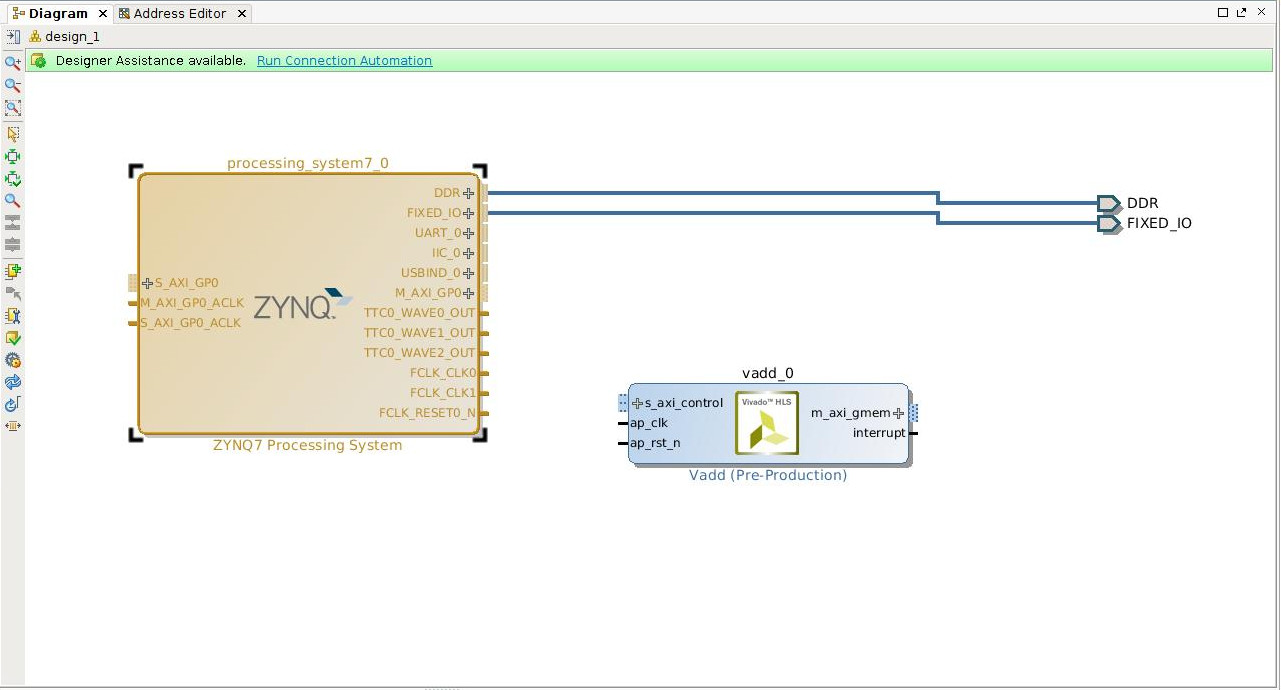 Diagram × Address Editor ×
design_1
Designer Assistance available. Run Connection Automation
processing_system7_0
DDR
FIXED_IO
UART_0
IIC_0
USBIND_0
M_AXI_GP0
TTC0_WAVE0_OUT
TTC0_WAVE1_OUT
TTC0_WAVE2_OUT
FCLK_CLK0
FCLK_CLK1
FCLK_RESET0_N
S_AXI_GP0
M_AXI_GP0_ACLK
S_AXI_GP0_ACLK
ZYNQ
ZYNQ7 Processing System
DDR
FIXED_IO
vadd_0
s_axi_control
ap_clk
ap_rst_n
Vivado™ HLS
m_axi_gmem
interrupt
Vadd (Pre-Production)